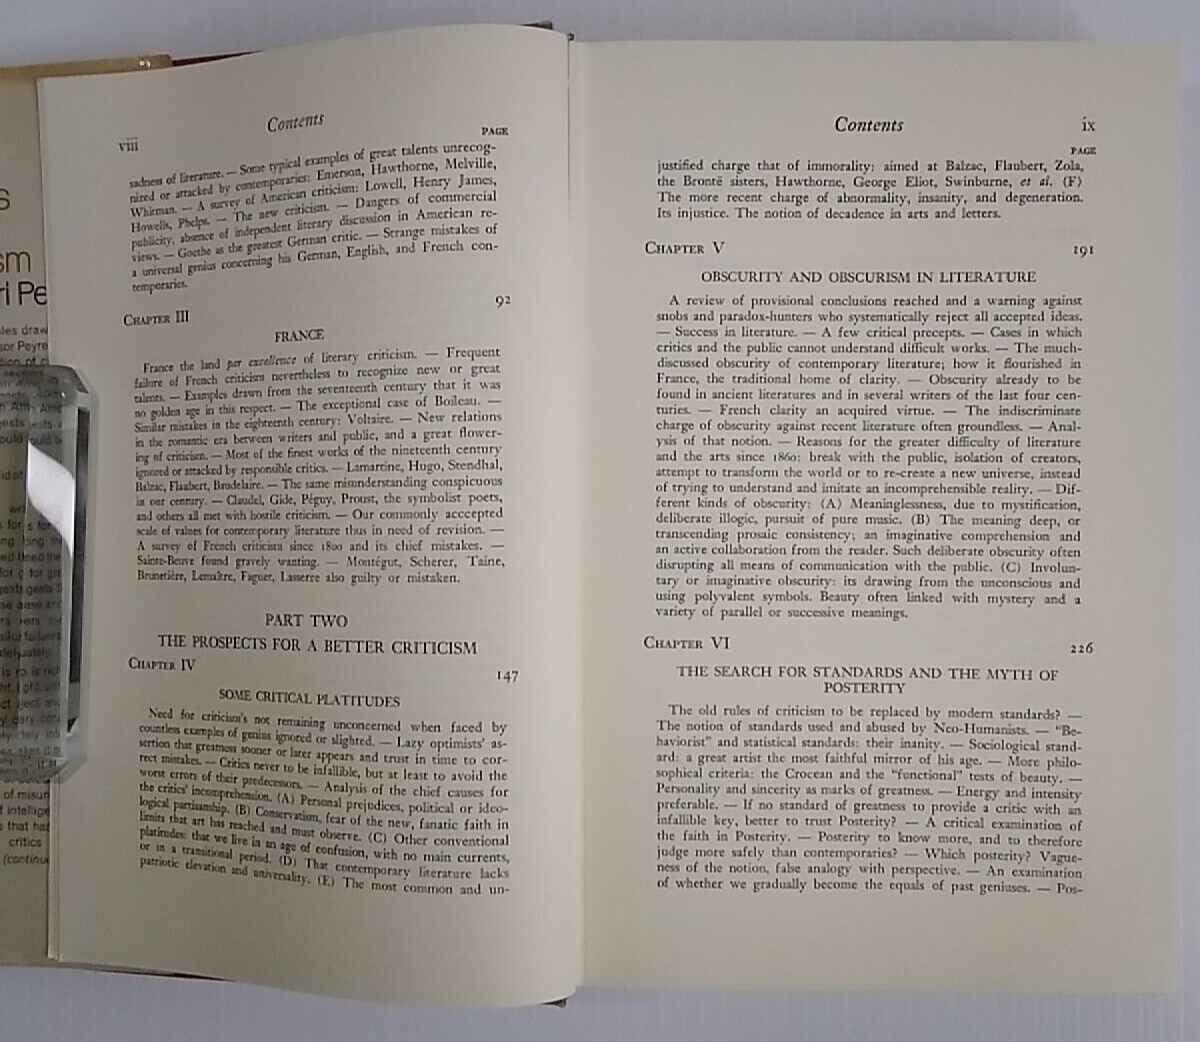 Contents
viii
PAGE
sadness of literature. — Some typical examples of great talents unrecog-
nized or attacked by contemporaries: Emerson, Hawthorne, Melville,
Whitman. — A survey of American criticism: Lowell, Henry James,
Howells, Phelps. — The new criticism. — Dangers of commercial
publicity, absence of independent literary discussion in American re-
views. — Goethe as the greatest German critic. — Strange mistakes of
a universal genius concerning his German, English, and French con-
temporaries.
CHAPTER III
92
FRANCE
France the land par excellence of literary criticism. — Frequent
failure of French criticism nevertheless to recognize new or great
talents. — Examples drawn from the seventeenth century that it was
no golden age in this respect. — The exceptional case of Boileau. —
Similar mistakes in the eighteenth century: Voltaire. — New relations
in the romantic era between writers and public, and a great flower-
ing of criticism. — Most of the finest works of the nineteenth century
ignored or attacked by responsible critics. — Lamartine, Hugo, Stendhal,
Balzac, Flaubert, Baudelaire. — The same misunderstanding conspicuous
in our century. — Claudel, Gide, Péguy, Proust, the symbolist poets,
and others all met with hostile criticism. — Our commonly acccepted
scale of values for contemporary literature thus in need of revision. —
A survey of French criticism since 1800 and its chief mistakes. —
Sainte-Beuve found gravely wanting. — Montégut, Scherer, Taine,
Brunetière, Lemaître, Faguet, Lasserre also guilty or mistaken.
PART TWO
THE PROSPECTS FOR A BETTER CRITICISM
CHAPTER IV
147
SOME CRITICAL PLATITUDES
Need for criticism's not remaining unconcerned when faced by
countless examples of genius ignored or slighted. — Lazy optimists' as-
sertion that greatness sooner or later appears and trust in time to cor-
rect mistakes. — Critics never to be infallible, but at least to avoid the
worst errors of their predecessors. — Analysis of the chief causes for
the critics' incomprehension. (A) Personal prejudices, political or ideo-
logical partisanship. (B) Conservatism, fear of the new, fanatic faith in
limits that art has reached and must observe. (C) Other conventional
platitudes: that we live in an age of confusion, with no main currents,
or in a transitional period. (D) That contemporary literature lacks
patriotic elevation and universality. (E) The most common and un-
Contents
ix
PAGE
justified charge that of immorality: aimed at Balzac, Flaubert, Zola,
the Brontë sisters, Hawthorne, George Eliot, Swinburne, et al. (F)
The more recent charge of abnormality, insanity, and degeneration.
Its injustice. The notion of decadence in arts and letters.
CHAPTER V
191
OBSCURITY AND OBSCURISM IN LITERATURE
A review of provisional conclusions reached and a warning against
snobs and paradox-hunters who systematically reject all accepted ideas.
— Success in literature. — A few critical precepts. — Cases in which
critics and the public cannot understand difficult works. — The much-
discussed obscurity of contemporary literature; how it flourished in
France, the traditional home of clarity. — Obscurity already to be
found in ancient literatures and in several writers of the last four cen-
turies. — French clarity an acquired virtue. — The indiscriminate
charge of obscurity against recent literature often groundless. — Anal-
ysis of that notion. — Reasons for the greater difficulty of literature
and the arts since 1860: break with the public, isolation of creators,
attempt to transform the world or to re-create a new universe, instead
of trying to understand and imitate an incomprehensible reality. — Dif-
ferent kinds of obscurity: (A) Meaninglessness, due to mystification,
deliberate illogic, pursuit of pure music. (B) The meaning deep, or
transcending prosaic consistency; an imaginative comprehension and
an active collaboration from the reader. Such deliberate obscurity often
disrupting all means of communication with the public. (C) Involun-
tary or imaginative obscurity: its drawing from the unconscious and
using polyvalent symbols. Beauty often linked with mystery and a
variety of parallel or successive meanings.
CHAPTER VI
226
THE SEARCH FOR STANDARDS AND THE MYTH OF
POSTERITY
The old rules of criticism to be replaced by modern standards? —
The notion of standards used and abused by Neo-Humanists. — "Be-
haviorist" and statistical standards: their inanity. — Sociological stand-
ard: a great artist the most faithful mirror of his age. — More philo-
sophical criteria: the Crocean and the "functional" tests of beauty. —
Personality and sincerity as marks of greatness. — Energy and intensity
preferable. — If no standard of greatness to provide a critic with an
infallible key, better to trust Posterity? — A critical examination of
the faith in Posterity. — Posterity to know more, and to therefore
judge more safely than contemporaries? — Which posterity? Vague-
ness of the notion, false analogy with perspective. — An examination
of whether we gradually become the equals of past geniuses. — Pos-